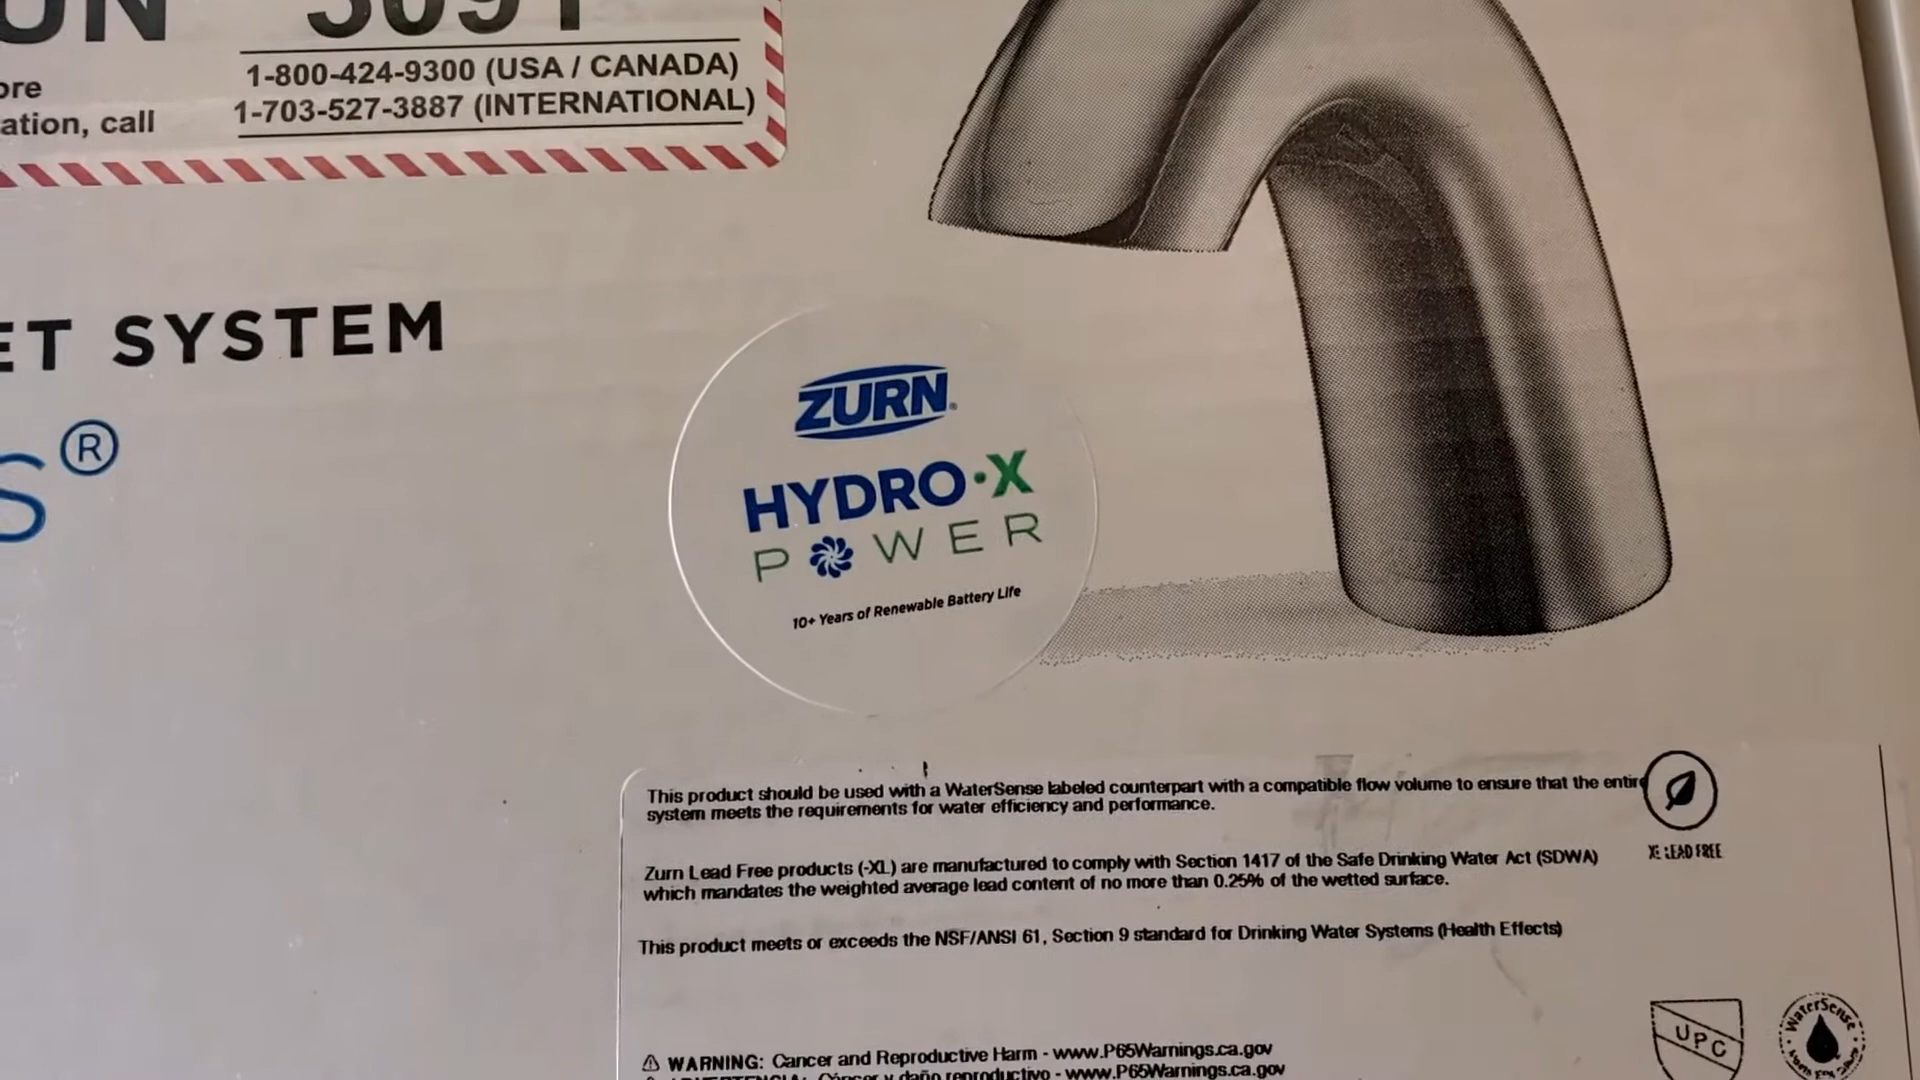 1-800-424-9300 (USA / CANADA)
1-703-527-3887 (INTERNATIONAL)
ation, call
SYSTEM
S®
ZURN®
HYDRO·X
POWER
10+ Years of Renewable Battery Life
This product should be used with a WaterSense labeled counterpart with a compatible flow volume to ensure that the entire
system meets the requirements for water efficiency and performance.
LEAD FREE
Zurn Lead Free products (-XL) are manufactured to comply with Section 1417 of the Safe Drinking Water Act (SDWA)
which mandates the weighted average lead content of no more than 0.25% of the wetted surface.
This product meets or exceeds the NSF/ANSI 61, Section 9 standard for Drinking Water Systems (Health Effects)
UPC
WaterSense
⚠ WARNING: Cancer and Reproductive Harm - www.P65Warnings.ca.gov
Cáncer y daño reproductivo - www.P65Warnings.ca.gov